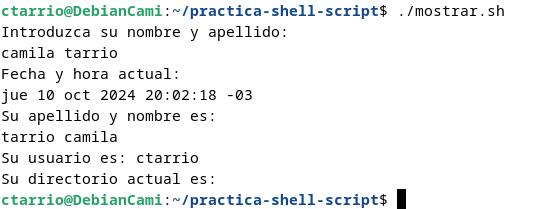 ctarrio@DebianCami:~/practica-shell-script$ ./mostrar.sh
Introduzca su nombre y apellido:
camila tarrio
Fecha y hora actual:
jue 10 oct 2024 20:02:18 -03
Su apellido y nombre es:
tarrio camila
Su usuario es: ctarrio
Su directorio actual es:
ctarrio@DebianCami:~/practica-shell-script$